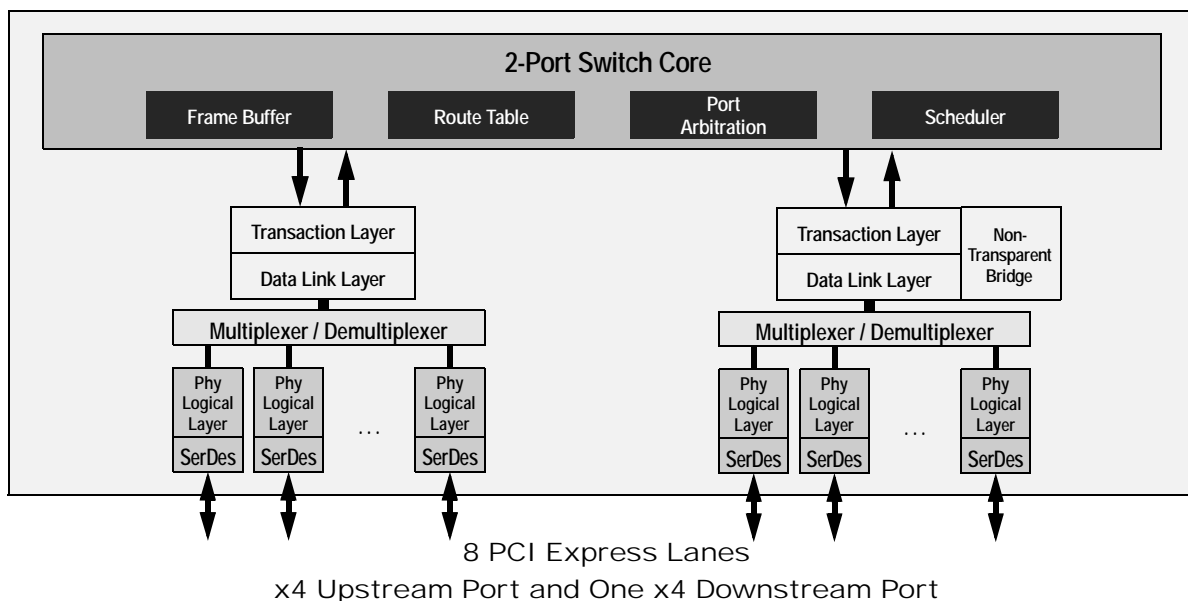 2-Port Switch Core
Frame Buffer
Route Table
Port
Arbitration
Scheduler
Transaction Layer
Data Link Layer
Multiplexer / Demultiplexer
Phy
Logical
Layer
SerDes
Phy
Logical
Layer
SerDes
...
Phy
Logical
Layer
SerDes
Transaction Layer
Data Link Layer
Non-
Transparent
Bridge
Multiplexer / Demultiplexer
Phy
Logical
Layer
SerDes
Phy
Logical
Layer
SerDes
...
Phy
Logical
Layer
SerDes
8 PCI Express Lanes
x4 Upstream Port and One x4 Downstream Port